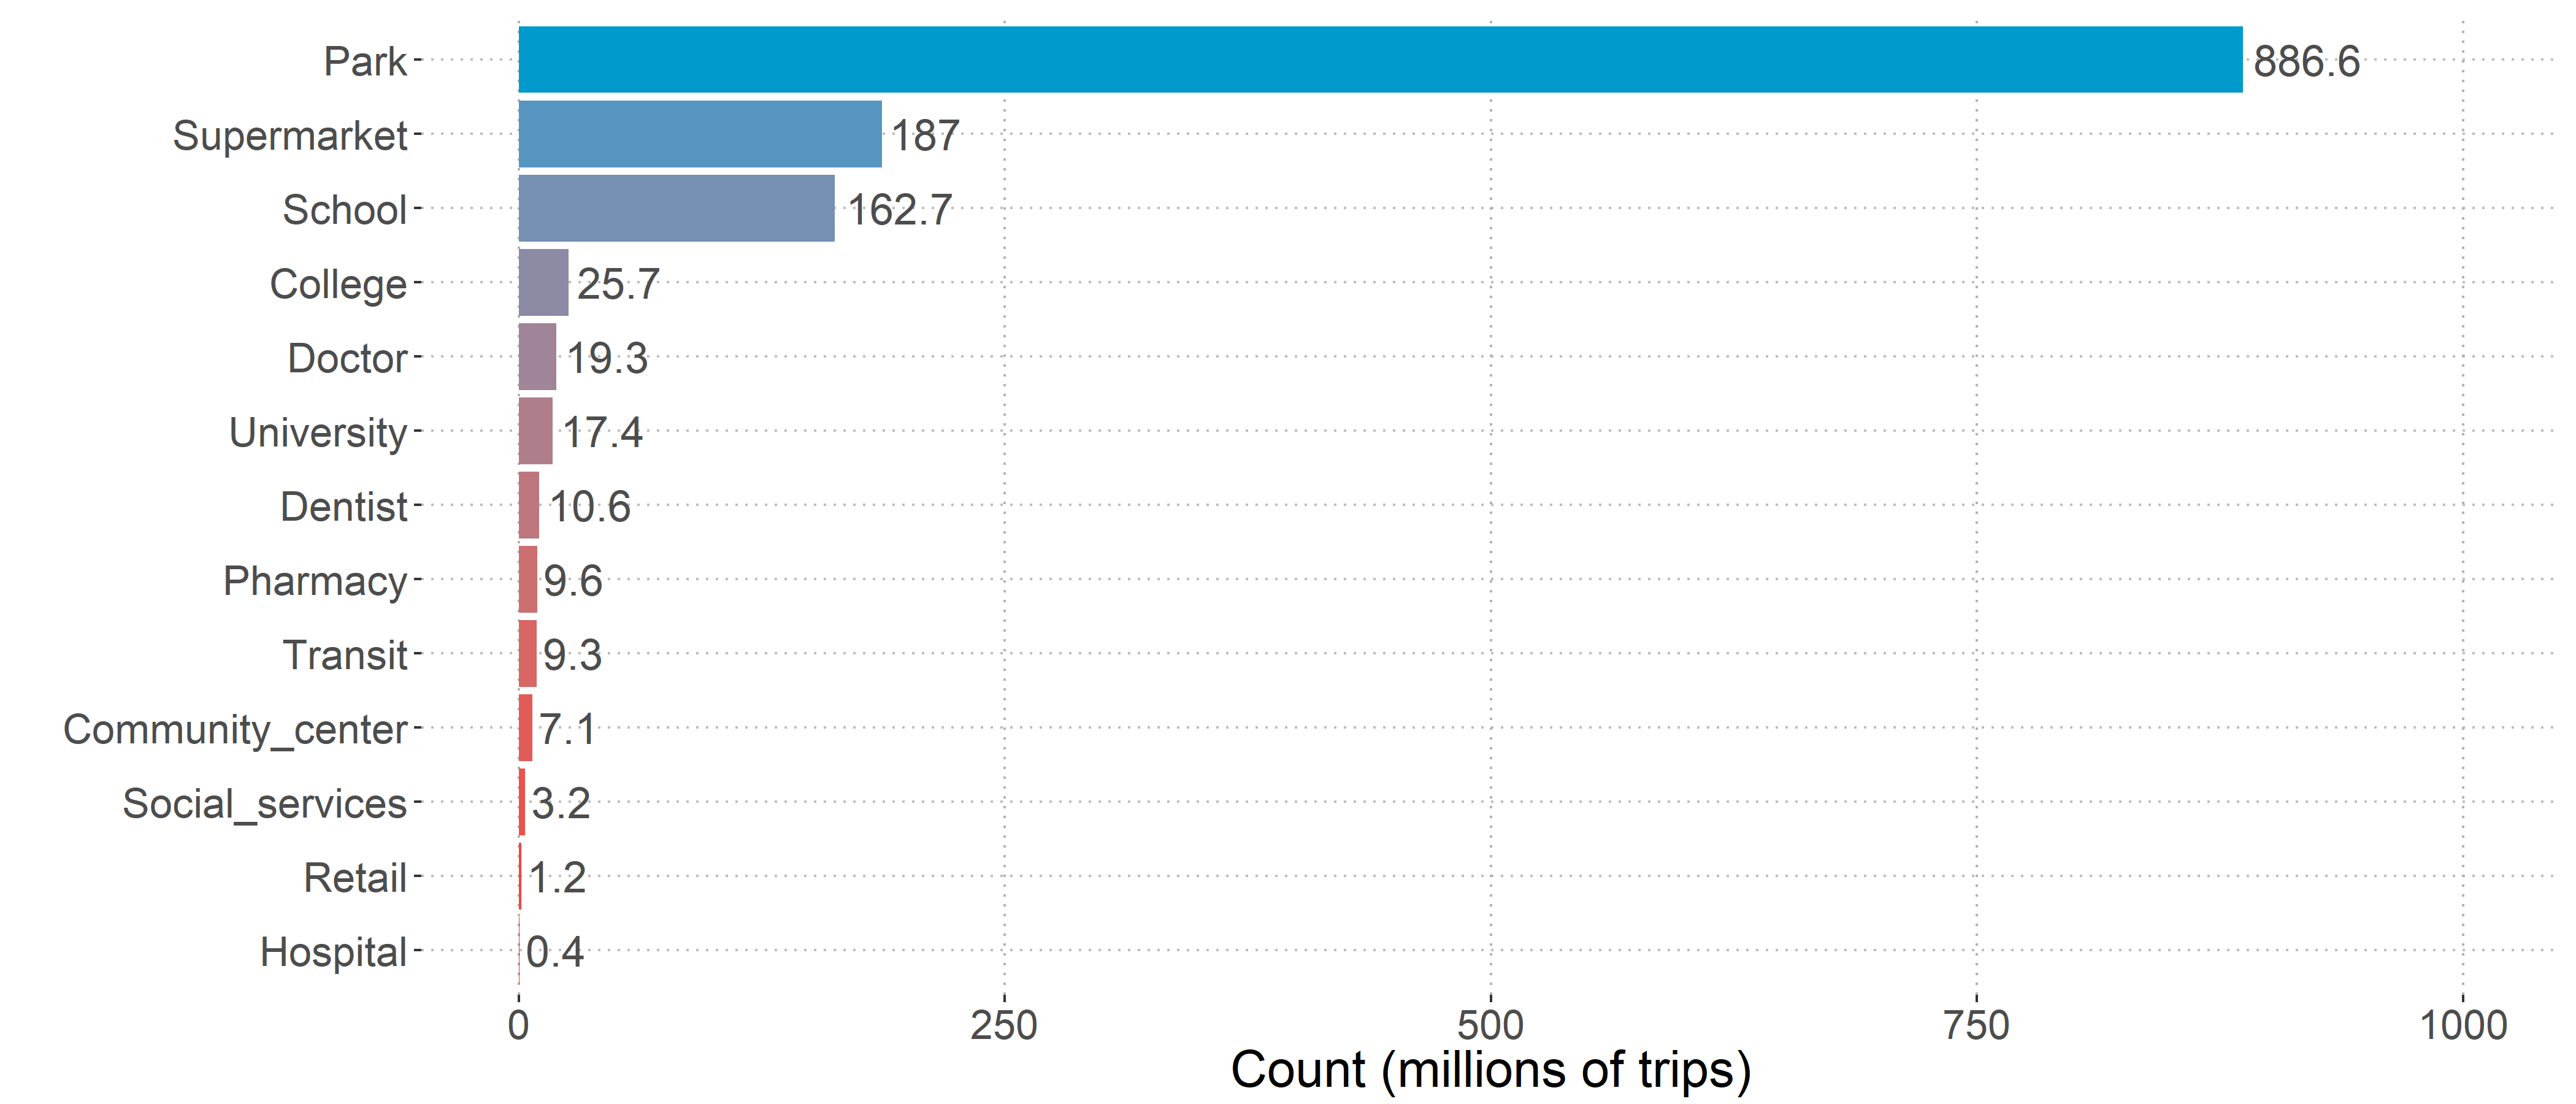 Park 886.6
Supermarket 187
School 162.7
College 25.7
Doctor 19.3
University 17.4
Dentist 10.6
Pharmacy 9.6
Transit 9.3
Community_center 7.1
Social_services 3.2
Retail 1.2
Hospital 0.4
0 250 500 750 1000
Count (millions of trips)